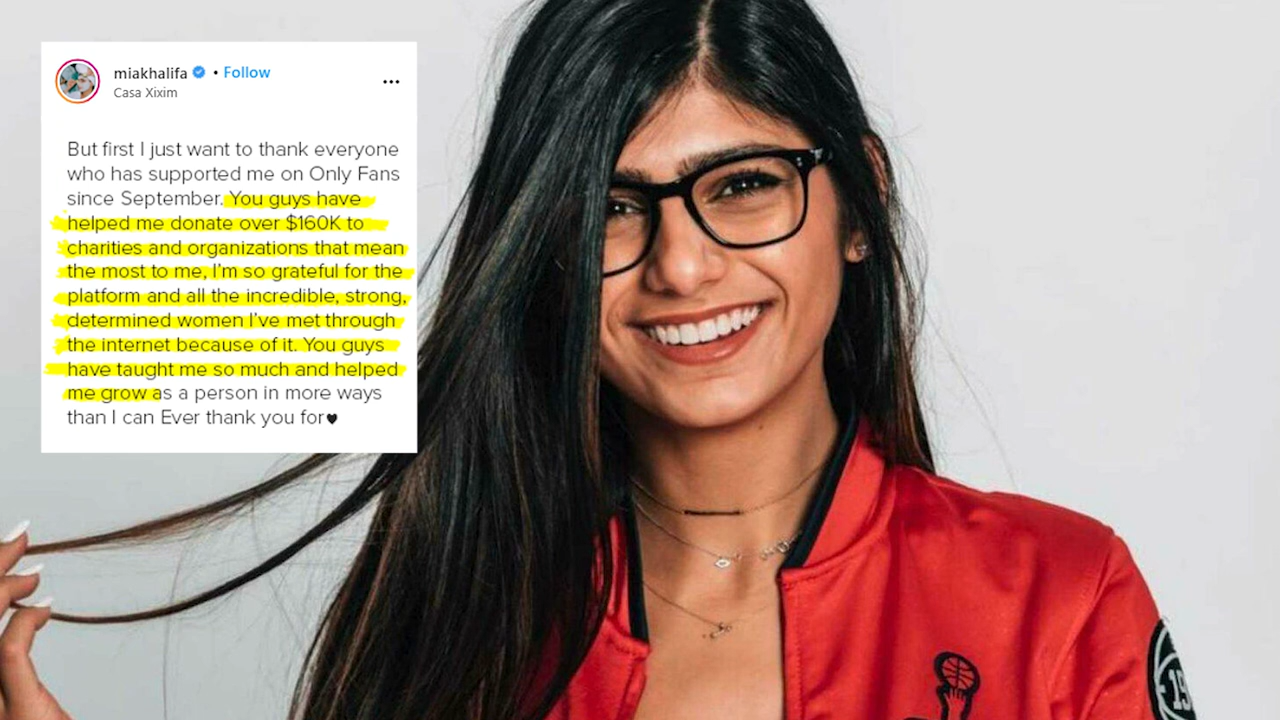 miakhalifa • Follow
Casa Xixim
But first I just want to thank everyone
who has supported me on Only Fans
since September. You guys have
helped me donate over $160K to
charities and organizations that mean
the most to me, I'm so grateful for the
platform and all the incredible, strong,
determined women I've met through
the internet because of it. You guys
have taught me so much and helped
me grow as a person in more ways
than I can Ever thank you for♥
19